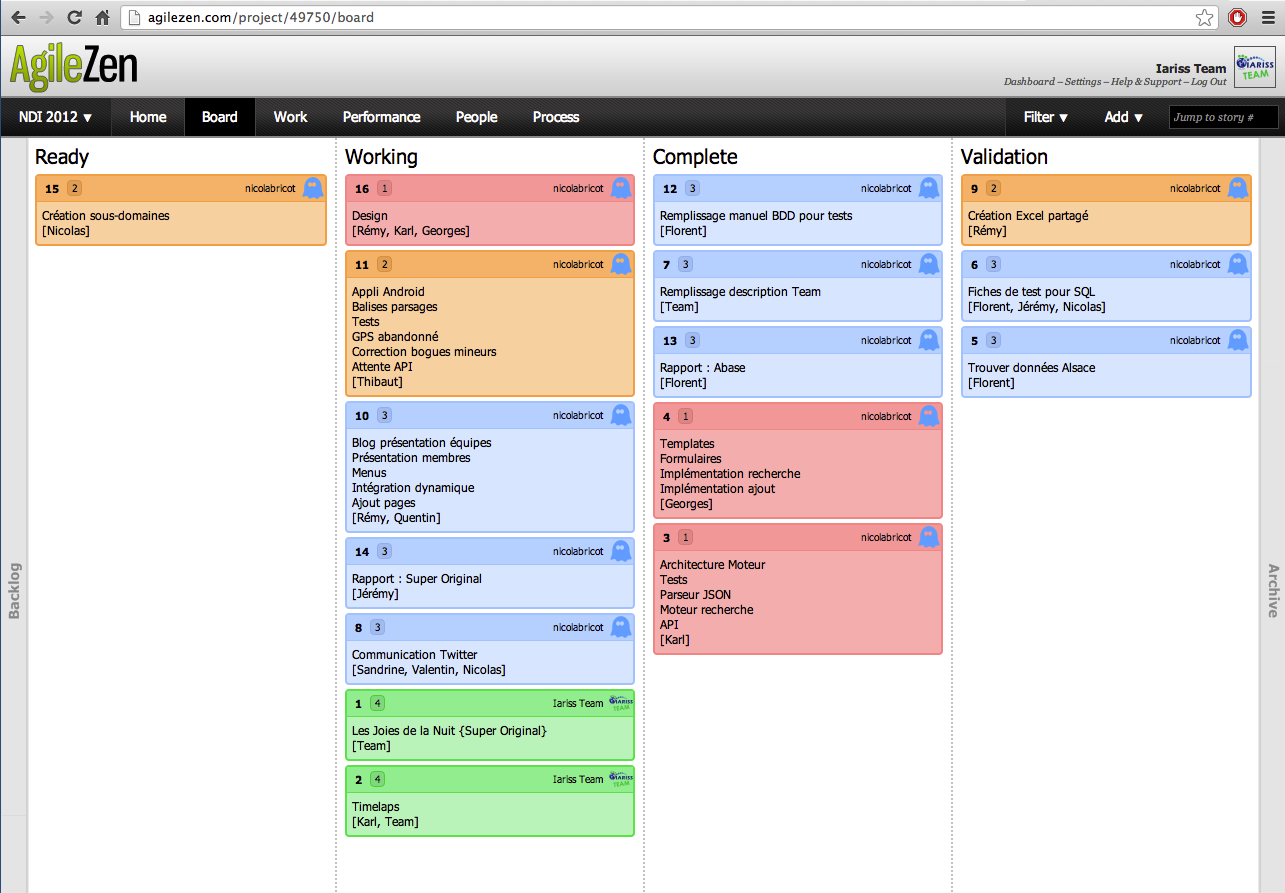 agilezen.com/project/49750/board
AgileZen
Iariss Team
Dashboard – Settings – Help & Support – Log Out
IARISS
TEAM
NDI 2012 ▼
Home
Board
Work
Performance
People
Process
Filter ▼
Add ▼
Jump to story #
Backlog
Ready
15 2 nicolabricot
Création sous-domaines
[Nicolas]
Working
16 1 nicolabricot
Design
[Rémy, Karl, Georges]
11 2 nicolabricot
Appli Android
Balises parsages
Tests
GPS abandonné
Correction bogues mineurs
Attente API
[Thibaut]
10 3 nicolabricot
Blog présentation équipes
Présentation membres
Menus
Intégration dynamique
Ajout pages
[Rémy, Quentin]
14 3 nicolabricot
Rapport : Super Original
[Jérémy]
8 3 nicolabricot
Communication Twitter
[Sandrine, Valentin, Nicolas]
1 4 Iariss Team IARISS
TEAM
Les Joies de la Nuit {Super Original}
[Team]
2 4 Iariss Team IARISS
TEAM
Timelaps
[Karl, Team]
Complete
12 3 nicolabricot
Remplissage manuel BDD pour tests
[Florent]
7 3 nicolabricot
Remplissage description Team
[Team]
13 3 nicolabricot
Rapport : Abase
[Florent]
4 1 nicolabricot
Templates
Formulaires
Implémentation recherche
Implémentation ajout
[Georges]
3 1 nicolabricot
Architecture Moteur
Tests
Parseur JSON
Moteur recherche
API
[Karl]
Validation
9 2 nicolabricot
Création Excel partagé
[Rémy]
6 3 nicolabricot
Fiches de test pour SQL
[Florent, Jérémy, Nicolas]
5 3 nicolabricot
Trouver données Alsace
[Florent]
Archive